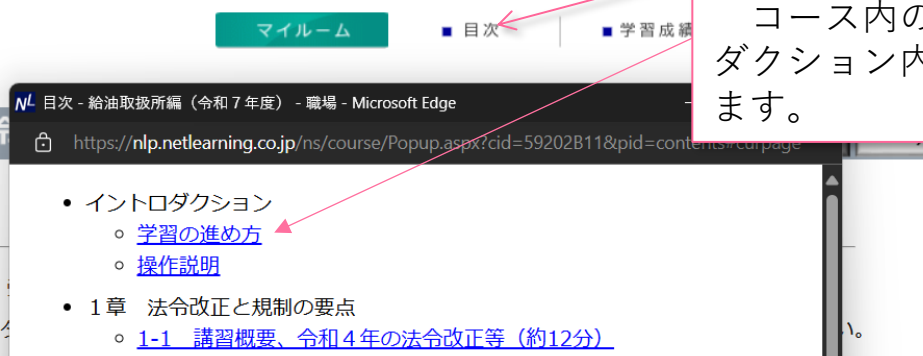 マイルーム
■ 目次
■ 学習成績
コース内の
ダクション内
ます。
NL 目次 - 給油取扱所編（令和７年度） - 職場 - Microsoft Edge
https://nlp.netlearning.co.jp/ns/course/Popup.aspx?cid=59202B11&pid=contents#curpage
• イントロダクション
○ 学習の進め方
○ 操作説明
• １章　法令改正と規制の要点
○ 1-1　講習概要、令和４年の法令改正等（約12分）
い。